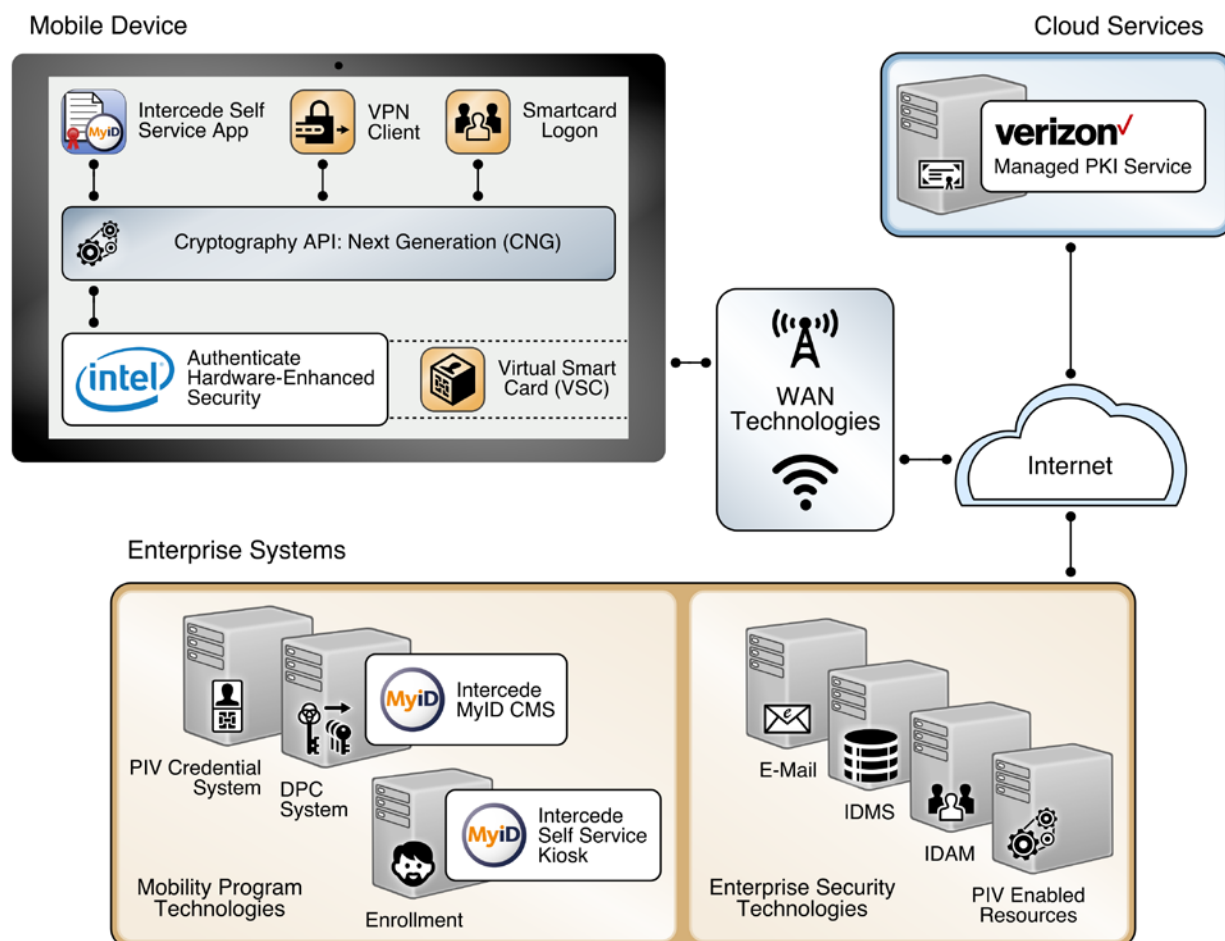 Mobile Device
Cloud Services
MyiD
Intercede Self
Service App
VPN
Client
Smartcard
Logon
verizon
Managed PKI Service
Cryptography API: Next Generation (CNG)
intel
Authenticate
Hardware-Enhanced
Security
Virtual Smart
Card (VSC)
WAN
Technologies
Internet
Enterprise Systems
MyiD
Intercede
MyID CMS
PIV Credential
System
DPC
System
MyiD
Intercede
Self Service
Kiosk
Enrollment
Mobility Program
Technologies
e
E-Mail
IDMS
IDAM
PIV Enabled
Resources
Enterprise Security
Technologies